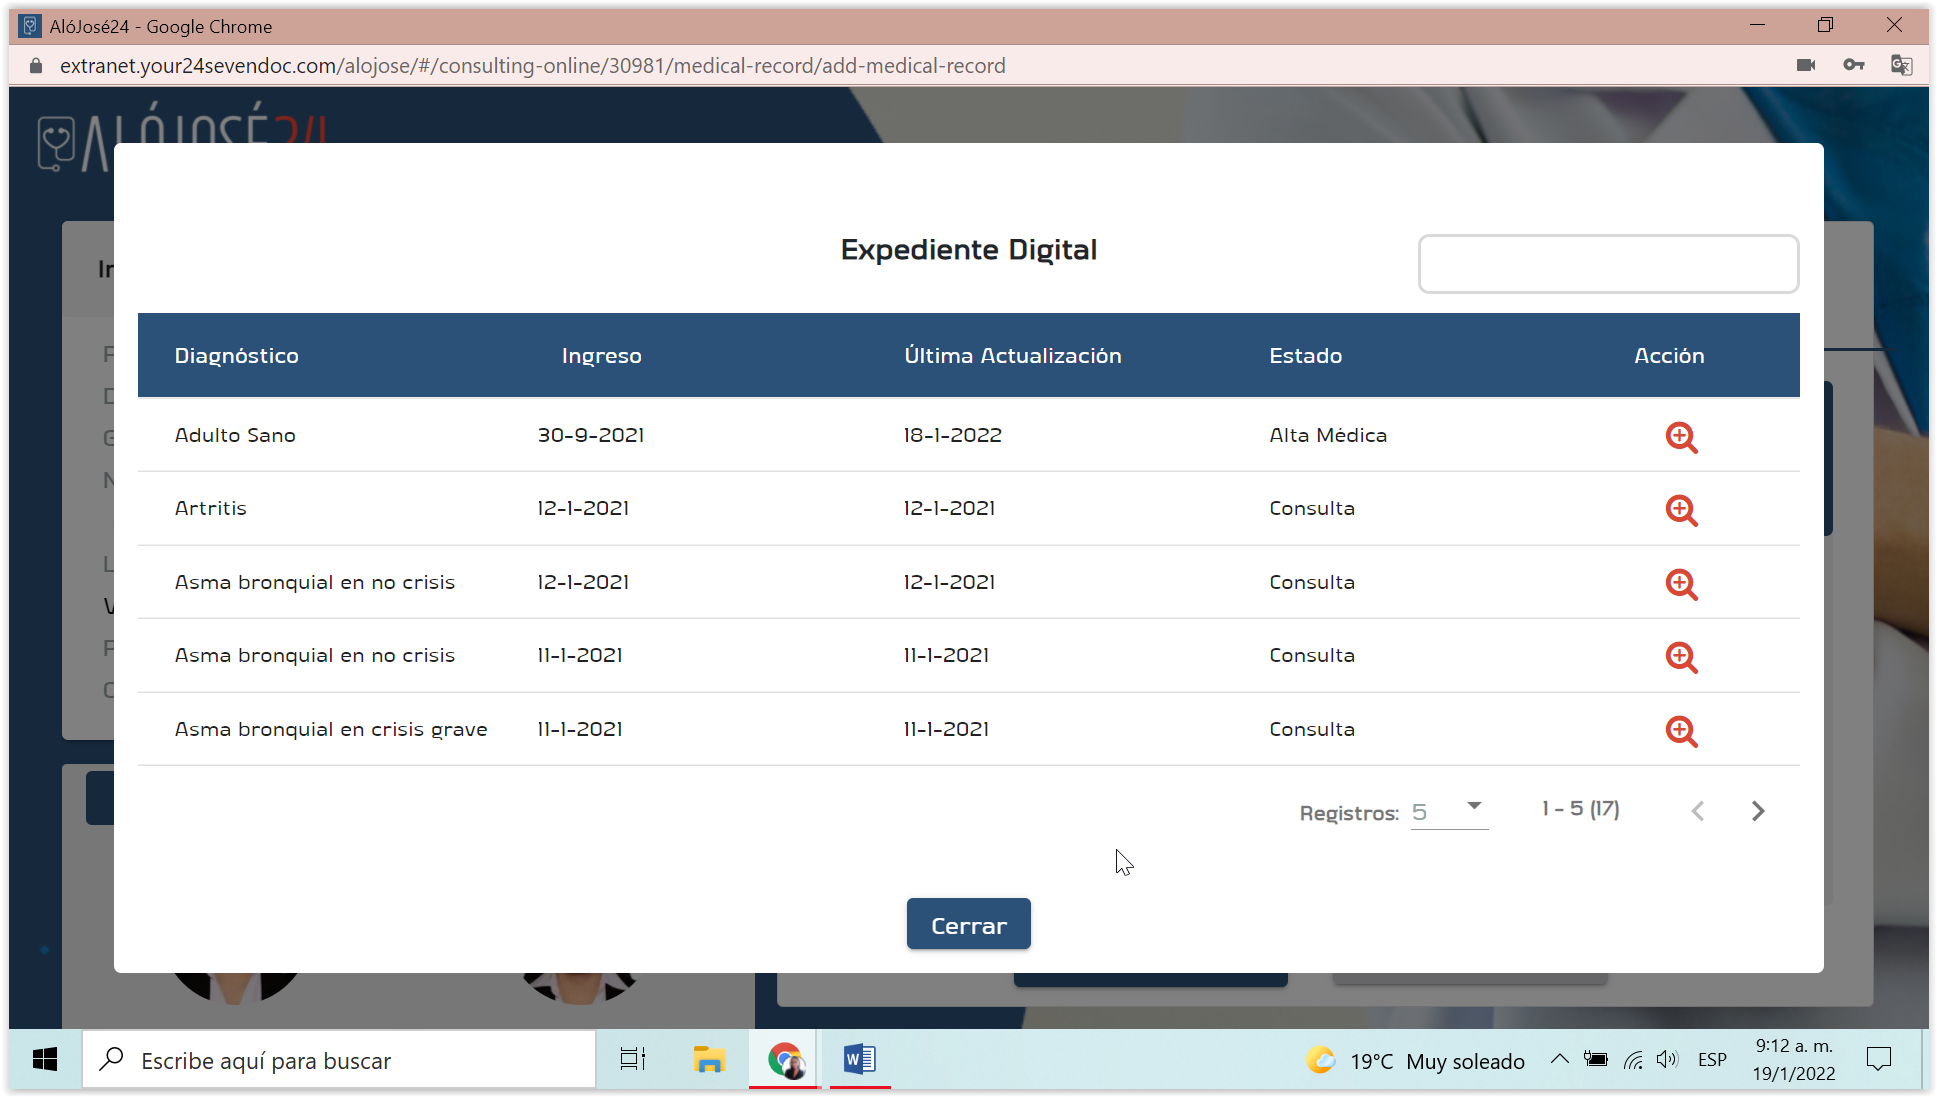 AlóJosé24 - Google Chrome
extranet.your24sevendoc.com/alojose/#/consulting-online/30981/medical-record/add-medical-record
ALÓJOSÉ24
Expediente Digital
Diagnóstico Ingreso Última Actualización Estado Acción
Adulto Sano 30-9-2021 18-1-2022 Alta Médica
Artritis 12-1-2021 12-1-2021 Consulta
Asma bronquial en no crisis 12-1-2021 12-1-2021 Consulta
Asma bronquial en no crisis 11-1-2021 11-1-2021 Consulta
Asma bronquial en crisis grave 11-1-2021 11-1-2021 Consulta
Registros: 5 1 - 5 (17)
Cerrar
Escribe aquí para buscar 19°C Muy soleado ESP 9:12 a. m.
19/1/2022